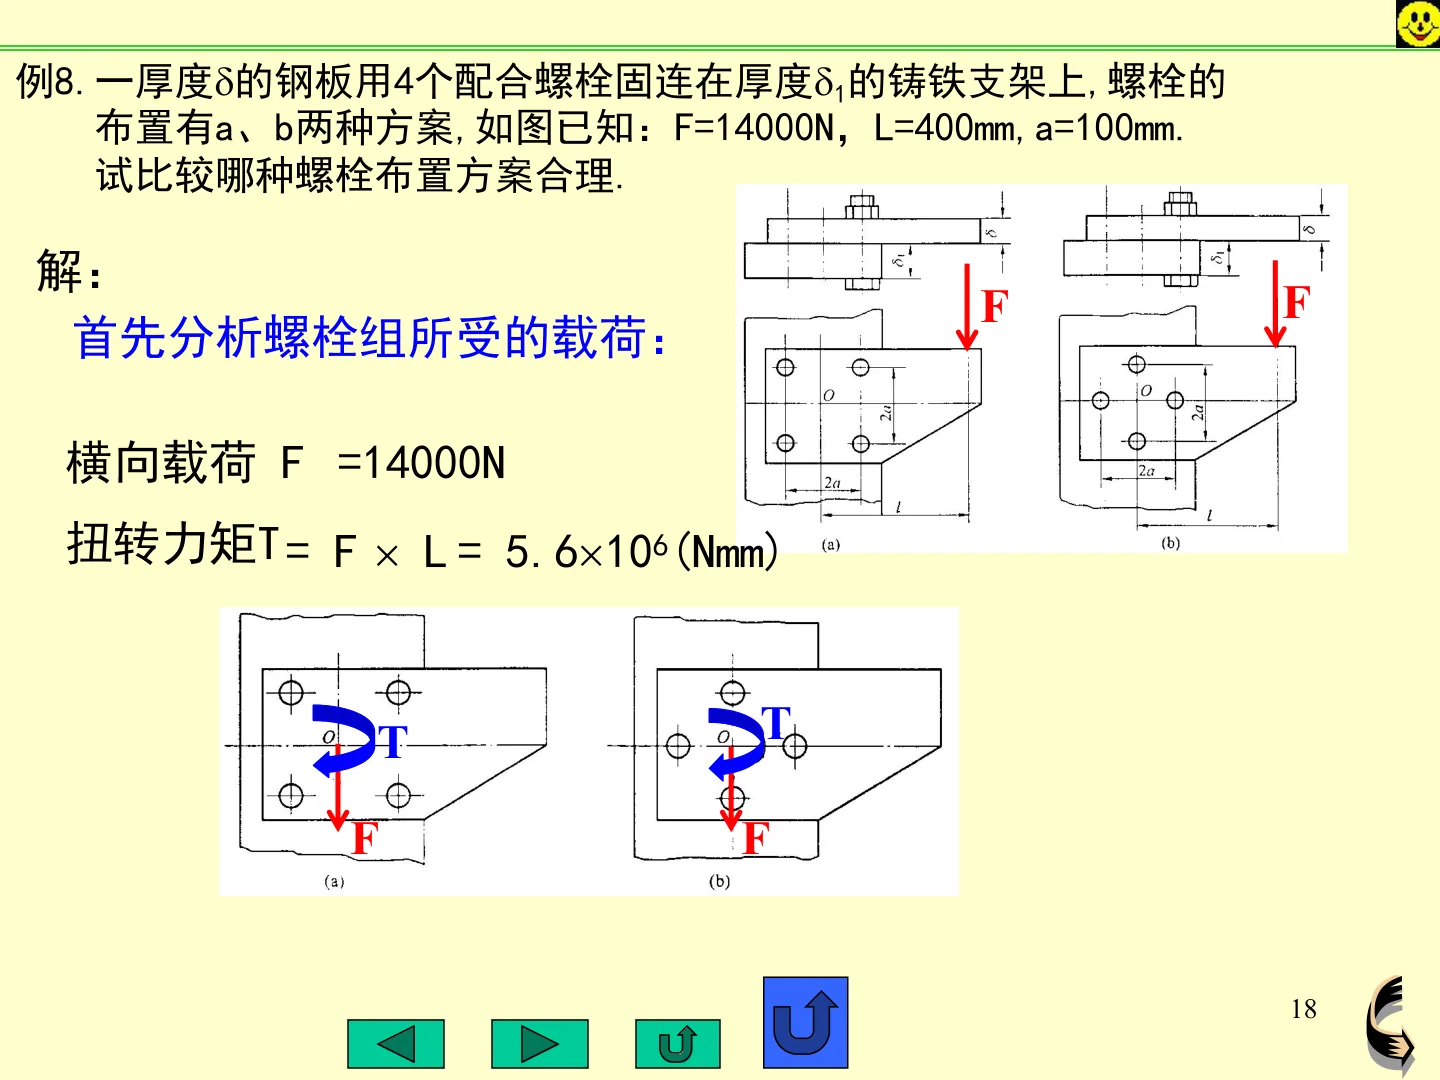 例8. 一厚度δ的钢板用4个配合螺栓固连在厚度δ1的铸铁支架上,螺栓的
布置有a、b两种方案,如图已知：F=14000N，L=400mm,a=100mm.
试比较哪种螺栓布置方案合理.
解：
首先分析螺栓组所受的载荷：
横向载荷 F =14000N
扭转力矩T= F × L = 5.6×10⁶(Nmm)
δ
δ1
F
O
2a
2a
l
(a)
δ
δ1
F
O
2a
2a
l
(b)
O
T
F
(a)
O
T
F
(b)
18